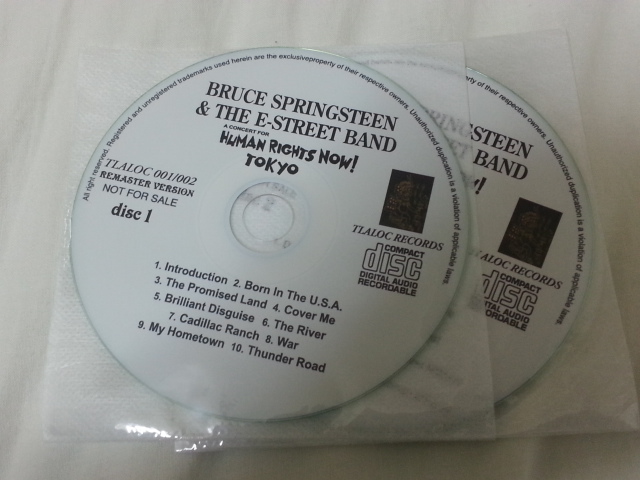 All right reserved. Registered and unregistered trademarks used herein are the exclusiveproperty of their respective owners. Unauthorized duplication is a violation of applicable laws.
BRUCE SPRINGSTEEN
& THE E-STREET BAND
A CONCERT FOR
HUMAN RIGHTS NOW!
TOKYO
TLALOC 001/002
REMASTER VERSION
NOT FOR SALE
disc 1
TLALOC RECORDS
COMPACT
disc
DIGITAL AUDIO
RECORDABLE
1. Introduction 2. Born In The U.S.A.
3. The Promised Land 4. Cover Me
5. Brilliant Disguise 6. The River
7. Cadillac Ranch 8. War
9. My Hometown 10. Thunder Road
of their respective owners. Unauthorized duplication is a violation of applicable laws.
BAND
NOW!
RECORDS
COMPACT
disc
DIGITAL AUDIO
RECORDABLE